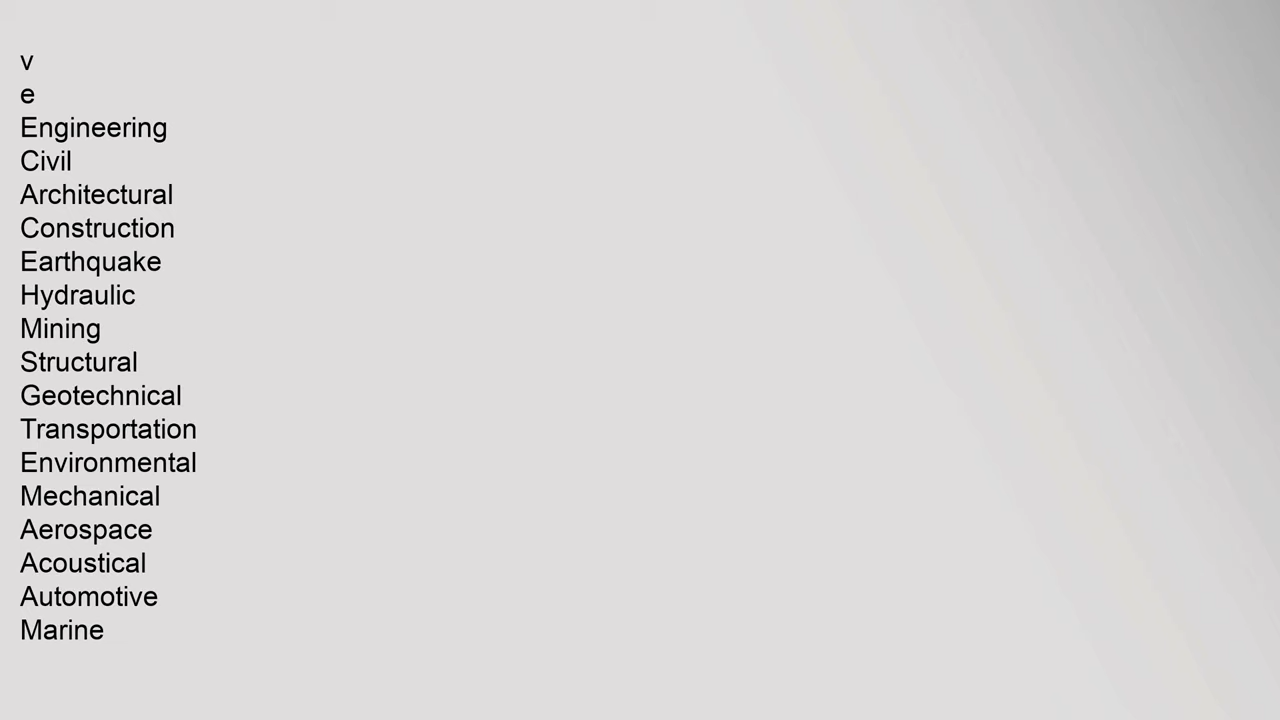 v
e
Engineering
Civil
Architectural
Construction
Earthquake
Hydraulic
Mining
Structural
Geotechnical
Transportation
Environmental
Mechanical
Aerospace
Acoustical
Automotive
Marine